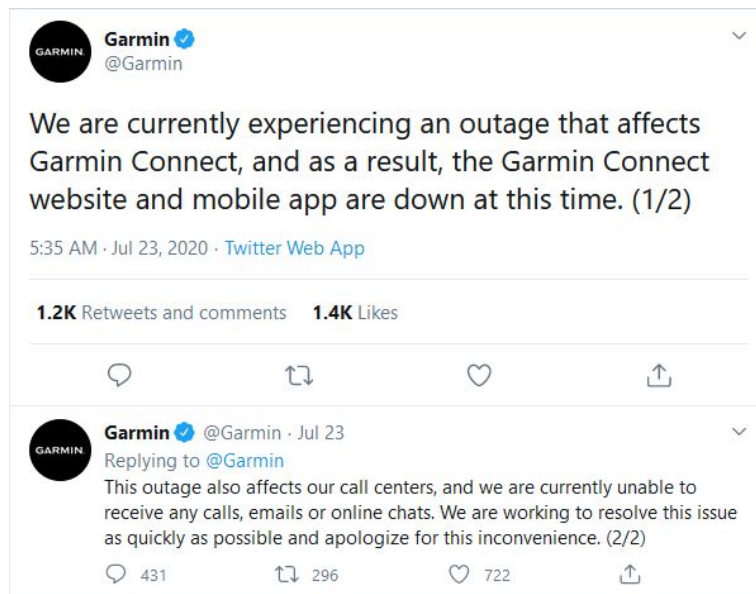 GARMIN.
Garmin
@Garmin
We are currently experiencing an outage that affects
Garmin Connect, and as a result, the Garmin Connect
website and mobile app are down at this time. (1/2)
5:35 AM · Jul 23, 2020 · Twitter Web App
1.2K Retweets and comments 1.4K Likes
GARMIN.
Garmin @Garmin · Jul 23
Replying to @Garmin
This outage also affects our call centers, and we are currently unable to
receive any calls, emails or online chats. We are working to resolve this issue
as quickly as possible and apologize for this inconvenience. (2/2)
431 296 722